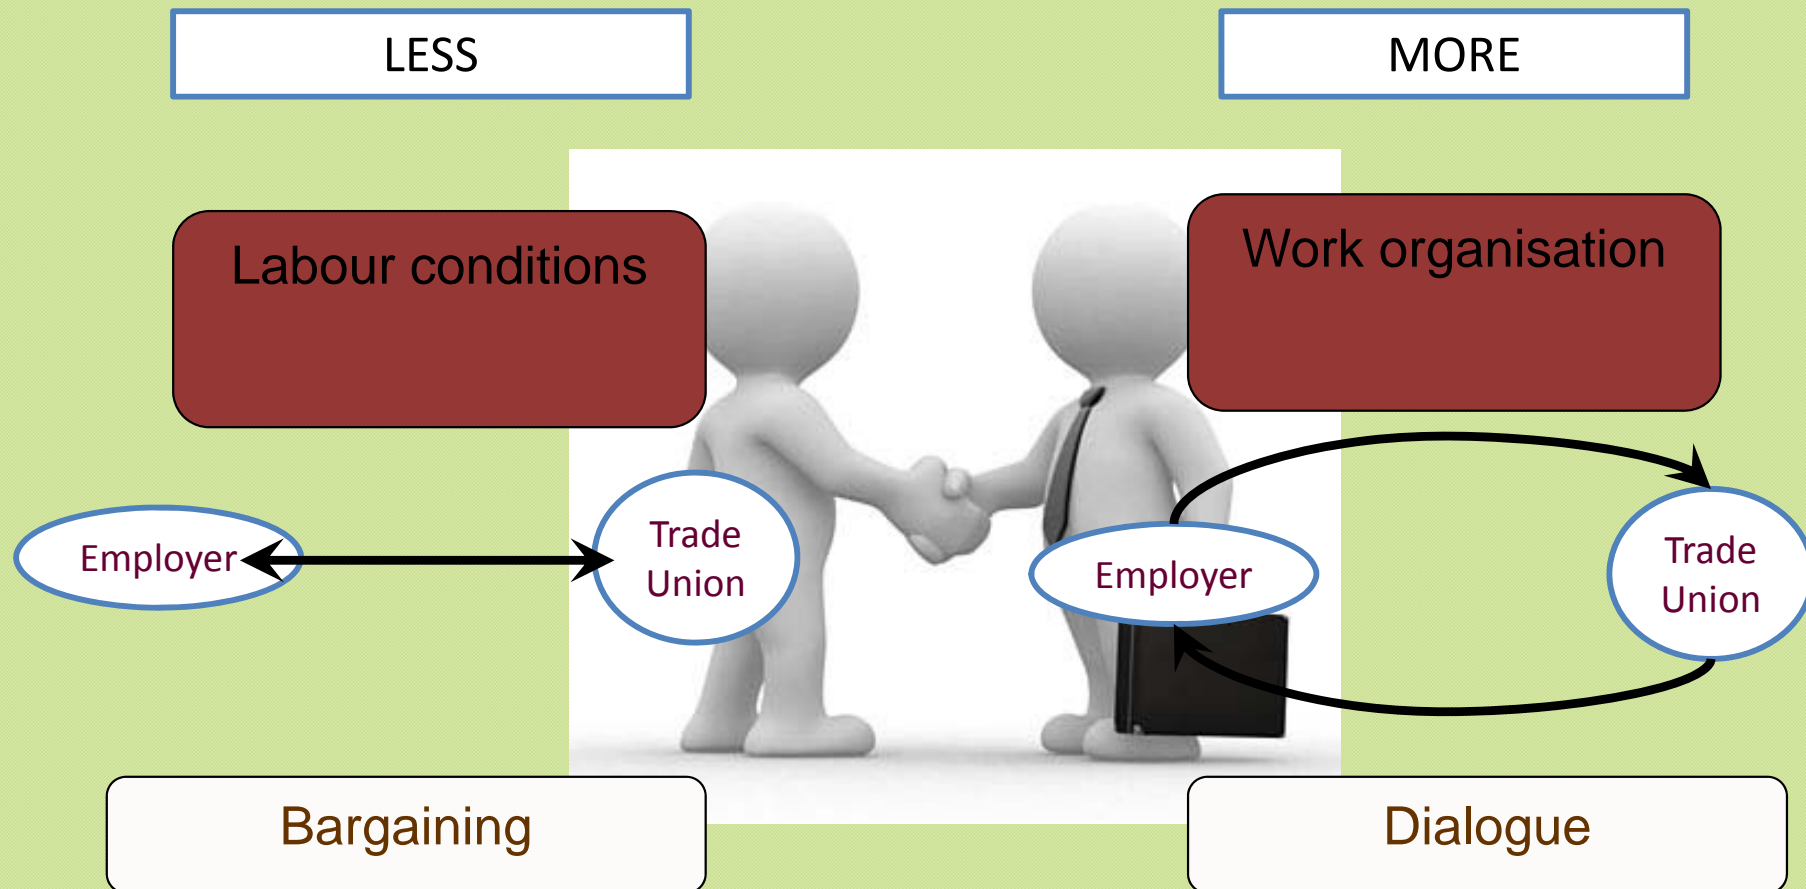 LESS
MORE
Labour conditions
Work organisation
Employer
Trade
Union
Employer
Trade
Union
Bargaining
Dialogue